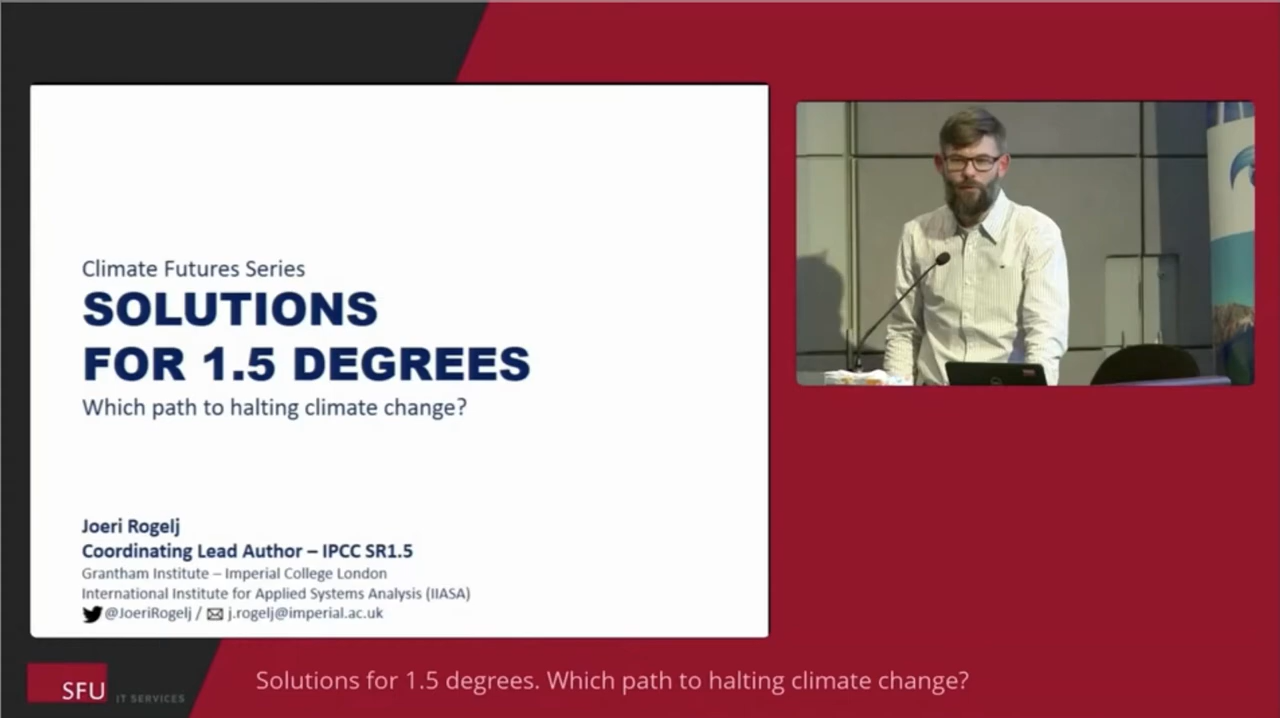 Climate Futures Series
SOLUTIONS
FOR 1.5 DEGREES
Which path to halting climate change?
Joeri Rogelj
Coordinating Lead Author – IPCC SR1.5
Grantham Institute – Imperial College London
International Institute for Applied Systems Analysis (IIASA)
@JoeriRogelj / j.rogelj@imperial.ac.uk
SFU IT SERVICES
Solutions for 1.5 degrees. Which path to halting climate change?